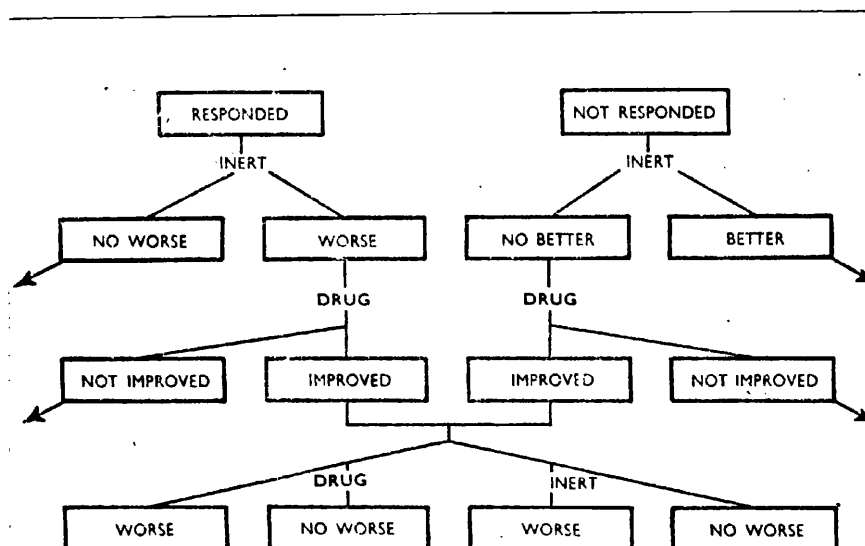 RESPONDED NOT RESPONDED
INERT INERT
NO WORSE WORSE NO BETTER BETTER
DRUG DRUG
NOT IMPROVED IMPROVED IMPROVED NOT IMPROVED
DRUG INERT
WORSE NO WORSE WORSE NO WORSE